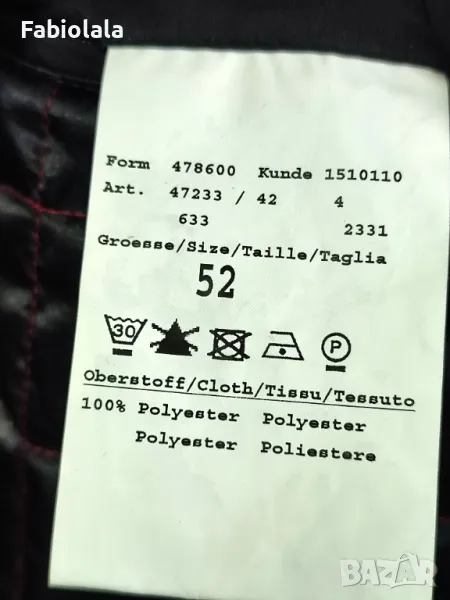 Fabiolala
Form 478600 Kunde 1510110
Art. 47233 / 42 4
633 2331
Groesse/Size/Taille/Taglia
52
30 P
Oberstoff/Cloth/Tissu/Tessuto
100% Polyester Polyester
Polyester Poliestere
BAZAR